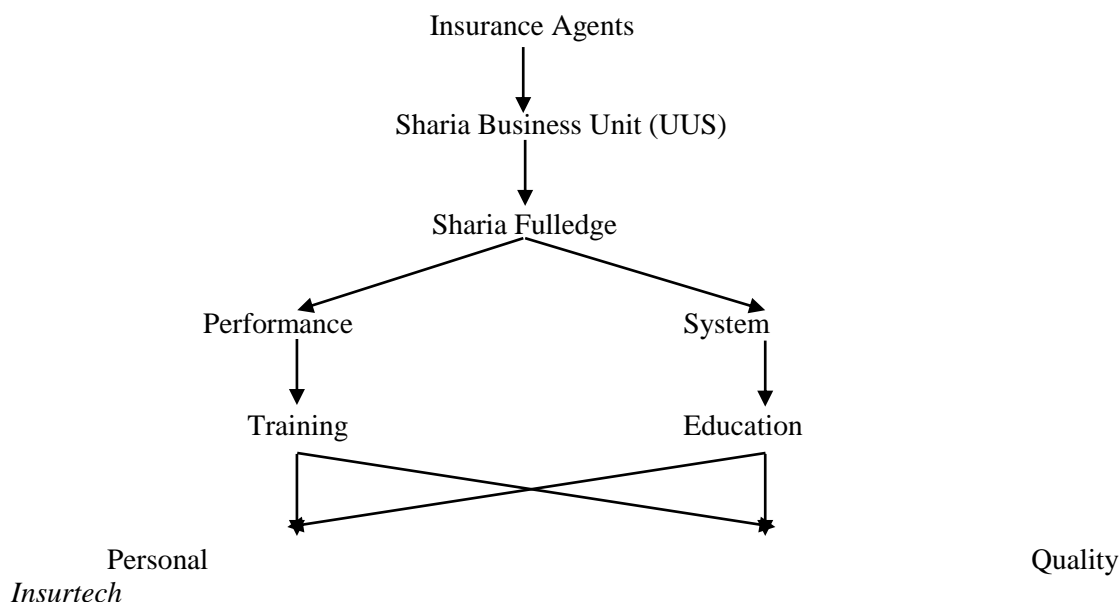 Insurance Agents
Sharia Business Unit (UUS)
Sharia Fulledge
Performance System
Training Education
Personal Quality
Insurtech